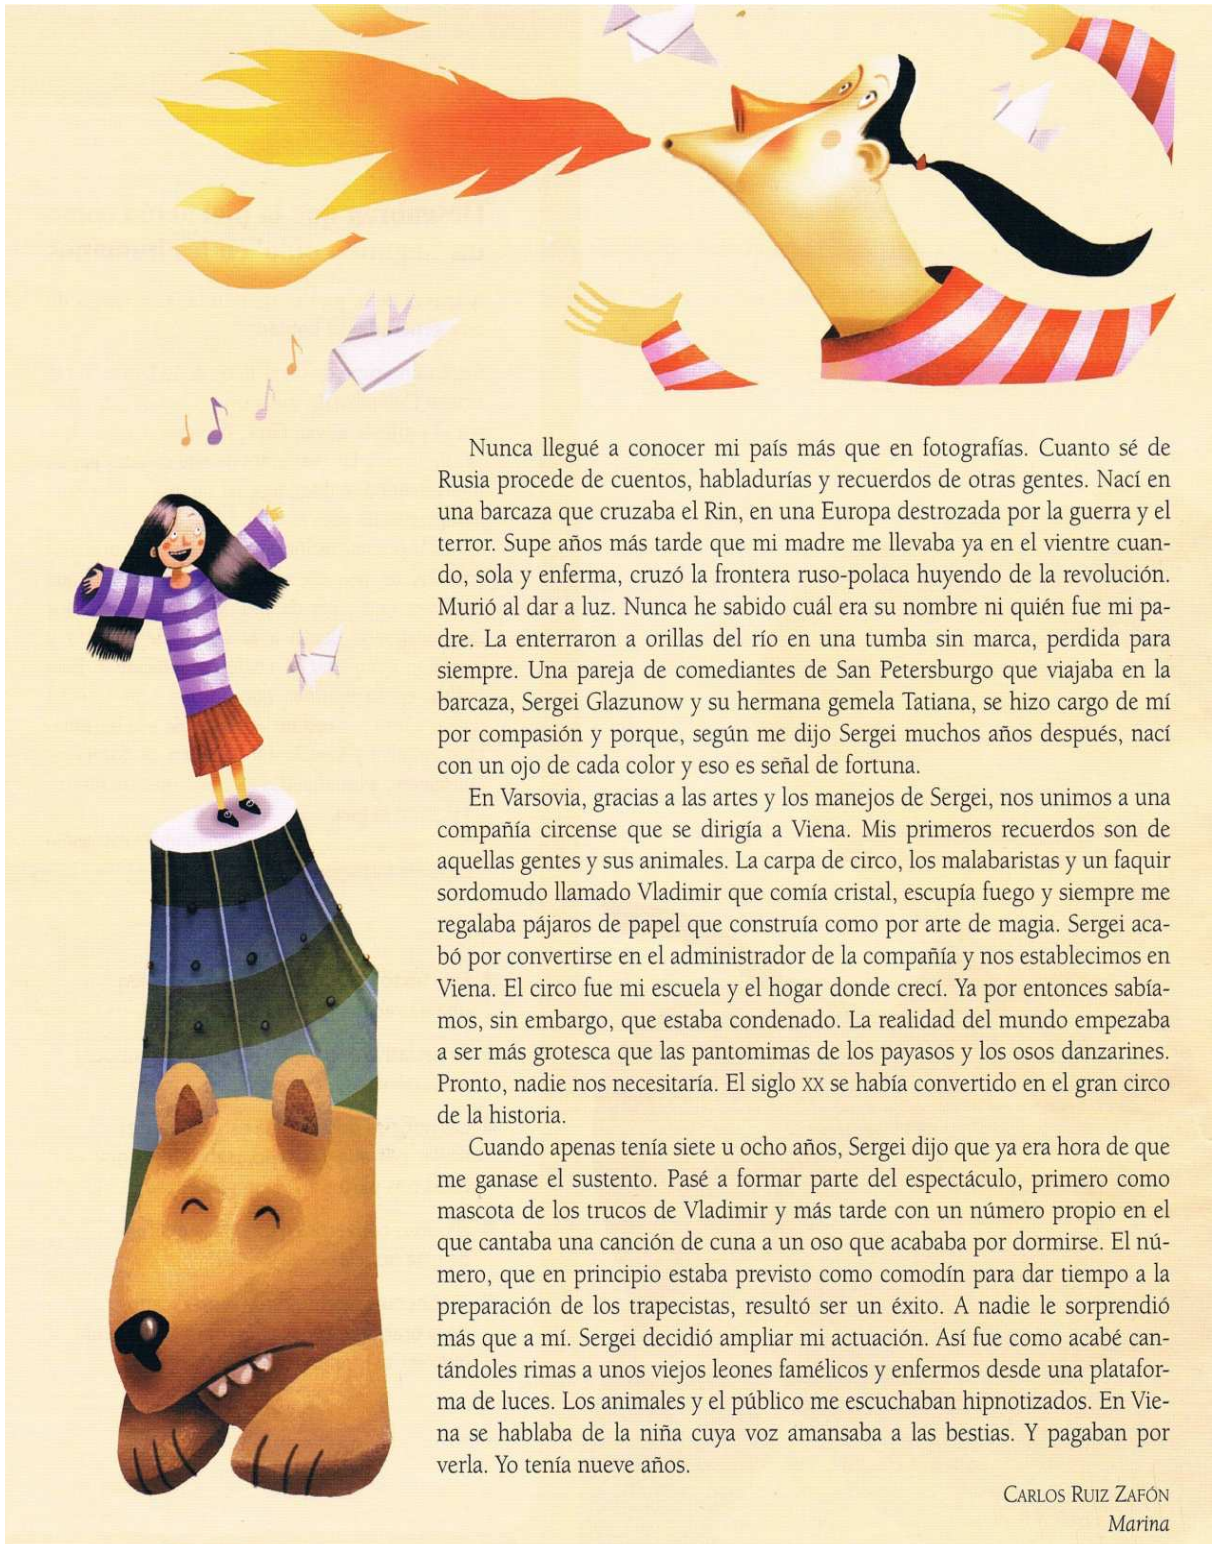 Nunca llegué a conocer mi país más que en fotografías. Cuanto sé de
Rusia procede de cuentos, habladurías y recuerdos de otras gentes. Nací en
una barcaza que cruzaba el Rin, en una Europa destrozada por la guerra y el
terror. Supe años más tarde que mi madre me llevaba ya en el vientre cuan-
do, sola y enferma, cruzó la frontera ruso-polaca huyendo de la revolución.
Murió al dar a luz. Nunca he sabido cuál era su nombre ni quién fue mi pa-
dre. La enterraron a orillas del río en una tumba sin marca, perdida para
siempre. Una pareja de comediantes de San Petersburgo que viajaba en la
barcaza, Sergei Glazunow y su hermana gemela Tatiana, se hizo cargo de mí
por compasión y porque, según me dijo Sergei muchos años después, nací
con un ojo de cada color y eso es señal de fortuna.
En Varsovia, gracias a las artes y los manejos de Sergei, nos unimos a una
compañía circense que se dirigía a Viena. Mis primeros recuerdos son de
aquellas gentes y sus animales. La carpa de circo, los malabaristas y un faquir
sordomudo llamado Vladimir que comía cristal, escupía fuego y siempre me
regalaba pájaros de papel que construía como por arte de magia. Sergei aca-
bó por convertirse en el administrador de la compañía y nos establecimos en
Viena. El circo fue mi escuela y el hogar donde crecí. Ya por entonces sabía-
mos, sin embargo, que estaba condenado. La realidad del mundo empezaba
a ser más grotesca que las pantomimas de los payasos y los osos danzarines.
Pronto, nadie nos necesitaría. El siglo XX se había convertido en el gran circo
de la historia.
Cuando apenas tenía siete u ocho años, Sergei dijo que ya era hora de que
me ganase el sustento. Pasé a formar parte del espectáculo, primero como
mascota de los trucos de Vladimir y más tarde con un número propio en el
que cantaba una canción de cuna a un oso que acababa por dormirse. El nú-
mero, que en principio estaba previsto como comodín para dar tiempo a la
preparación de los trapecistas, resultó ser un éxito. A nadie le sorprendió
más que a mí. Sergei decidió ampliar mi actuación. Así fue como acabé can-
tándoles rimas a unos viejos leones famélicos y enfermos desde una platafor-
ma de luces. Los animales y el público me escuchaban hipnotizados. En Vie-
na se hablaba de la niña cuya voz amansaba a las bestias. Y pagaban por
verla. Yo tenía nueve años.
CARLOS RUIZ ZAFÓN
Marina